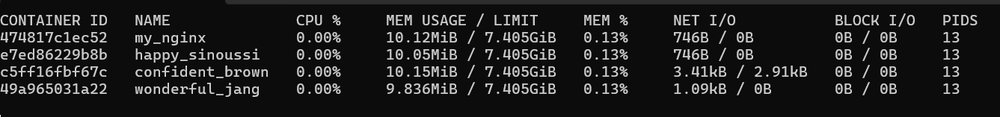 CONTAINER ID   NAME              CPU %     MEM USAGE / LIMIT     MEM %     NET I/O           BLOCK I/O   PIDS
474817c1ec52   my_nginx          0.00%     10.12MiB / 7.405GiB   0.13%     746B / 0B         0B / 0B     13
e7ed86229b8b   happy_sinoussi    0.00%     10.05MiB / 7.405GiB   0.13%     746B / 0B         0B / 0B     13
c5ff16fbf67c   confident_brown   0.00%     10.15MiB / 7.405GiB   0.13%     3.41kB / 2.91kB   0B / 0B     13
49a965031a22   wonderful_jang    0.00%     9.836MiB / 7.405GiB   0.13%     1.09kB / 0B       0B / 0B     13